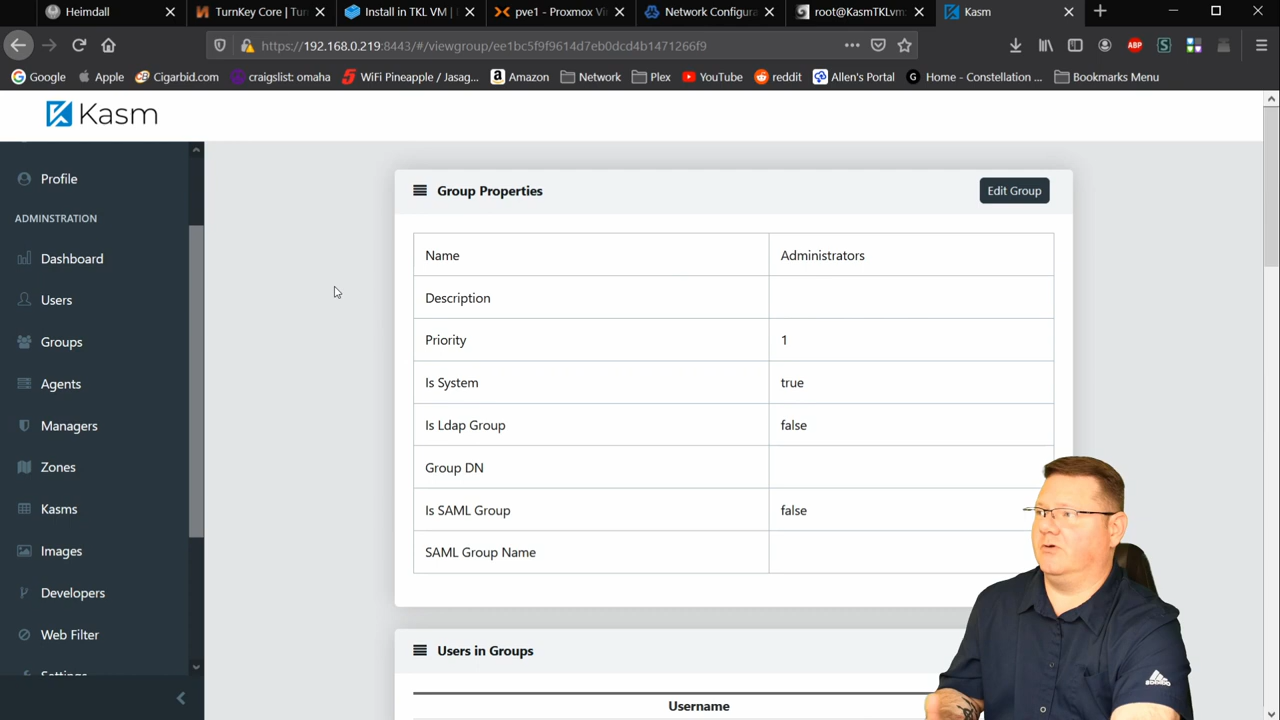 Heimdall
TurnKey Core | Tur
Install in TKL VM |
pve1 - Proxmox Vi
Network Configura
root@KasmTKLvm:
Kasm
https://192.168.0.219:8443/#/viewgroup/ee1bc5f9f9614d7eb0dcd4b1471266f9
ABP
Google
Apple
Cigarbid.com
craigslist: omaha
WiFi Pineapple / Jasag...
Amazon
Network
Plex
YouTube
reddit
Allen's Portal
Home - Constellation ...
Bookmarks Menu
Kasm
Profile
ADMINSTRATION
Dashboard
Users
Groups
Agents
Managers
Zones
Kasms
Images
Developers
Web Filter
Settings
Group Properties
Edit Group
Name Administrators
Description
Priority 1
Is System true
Is Ldap Group false
Group DN
Is SAML Group false
SAML Group Name
Users in Groups
Username